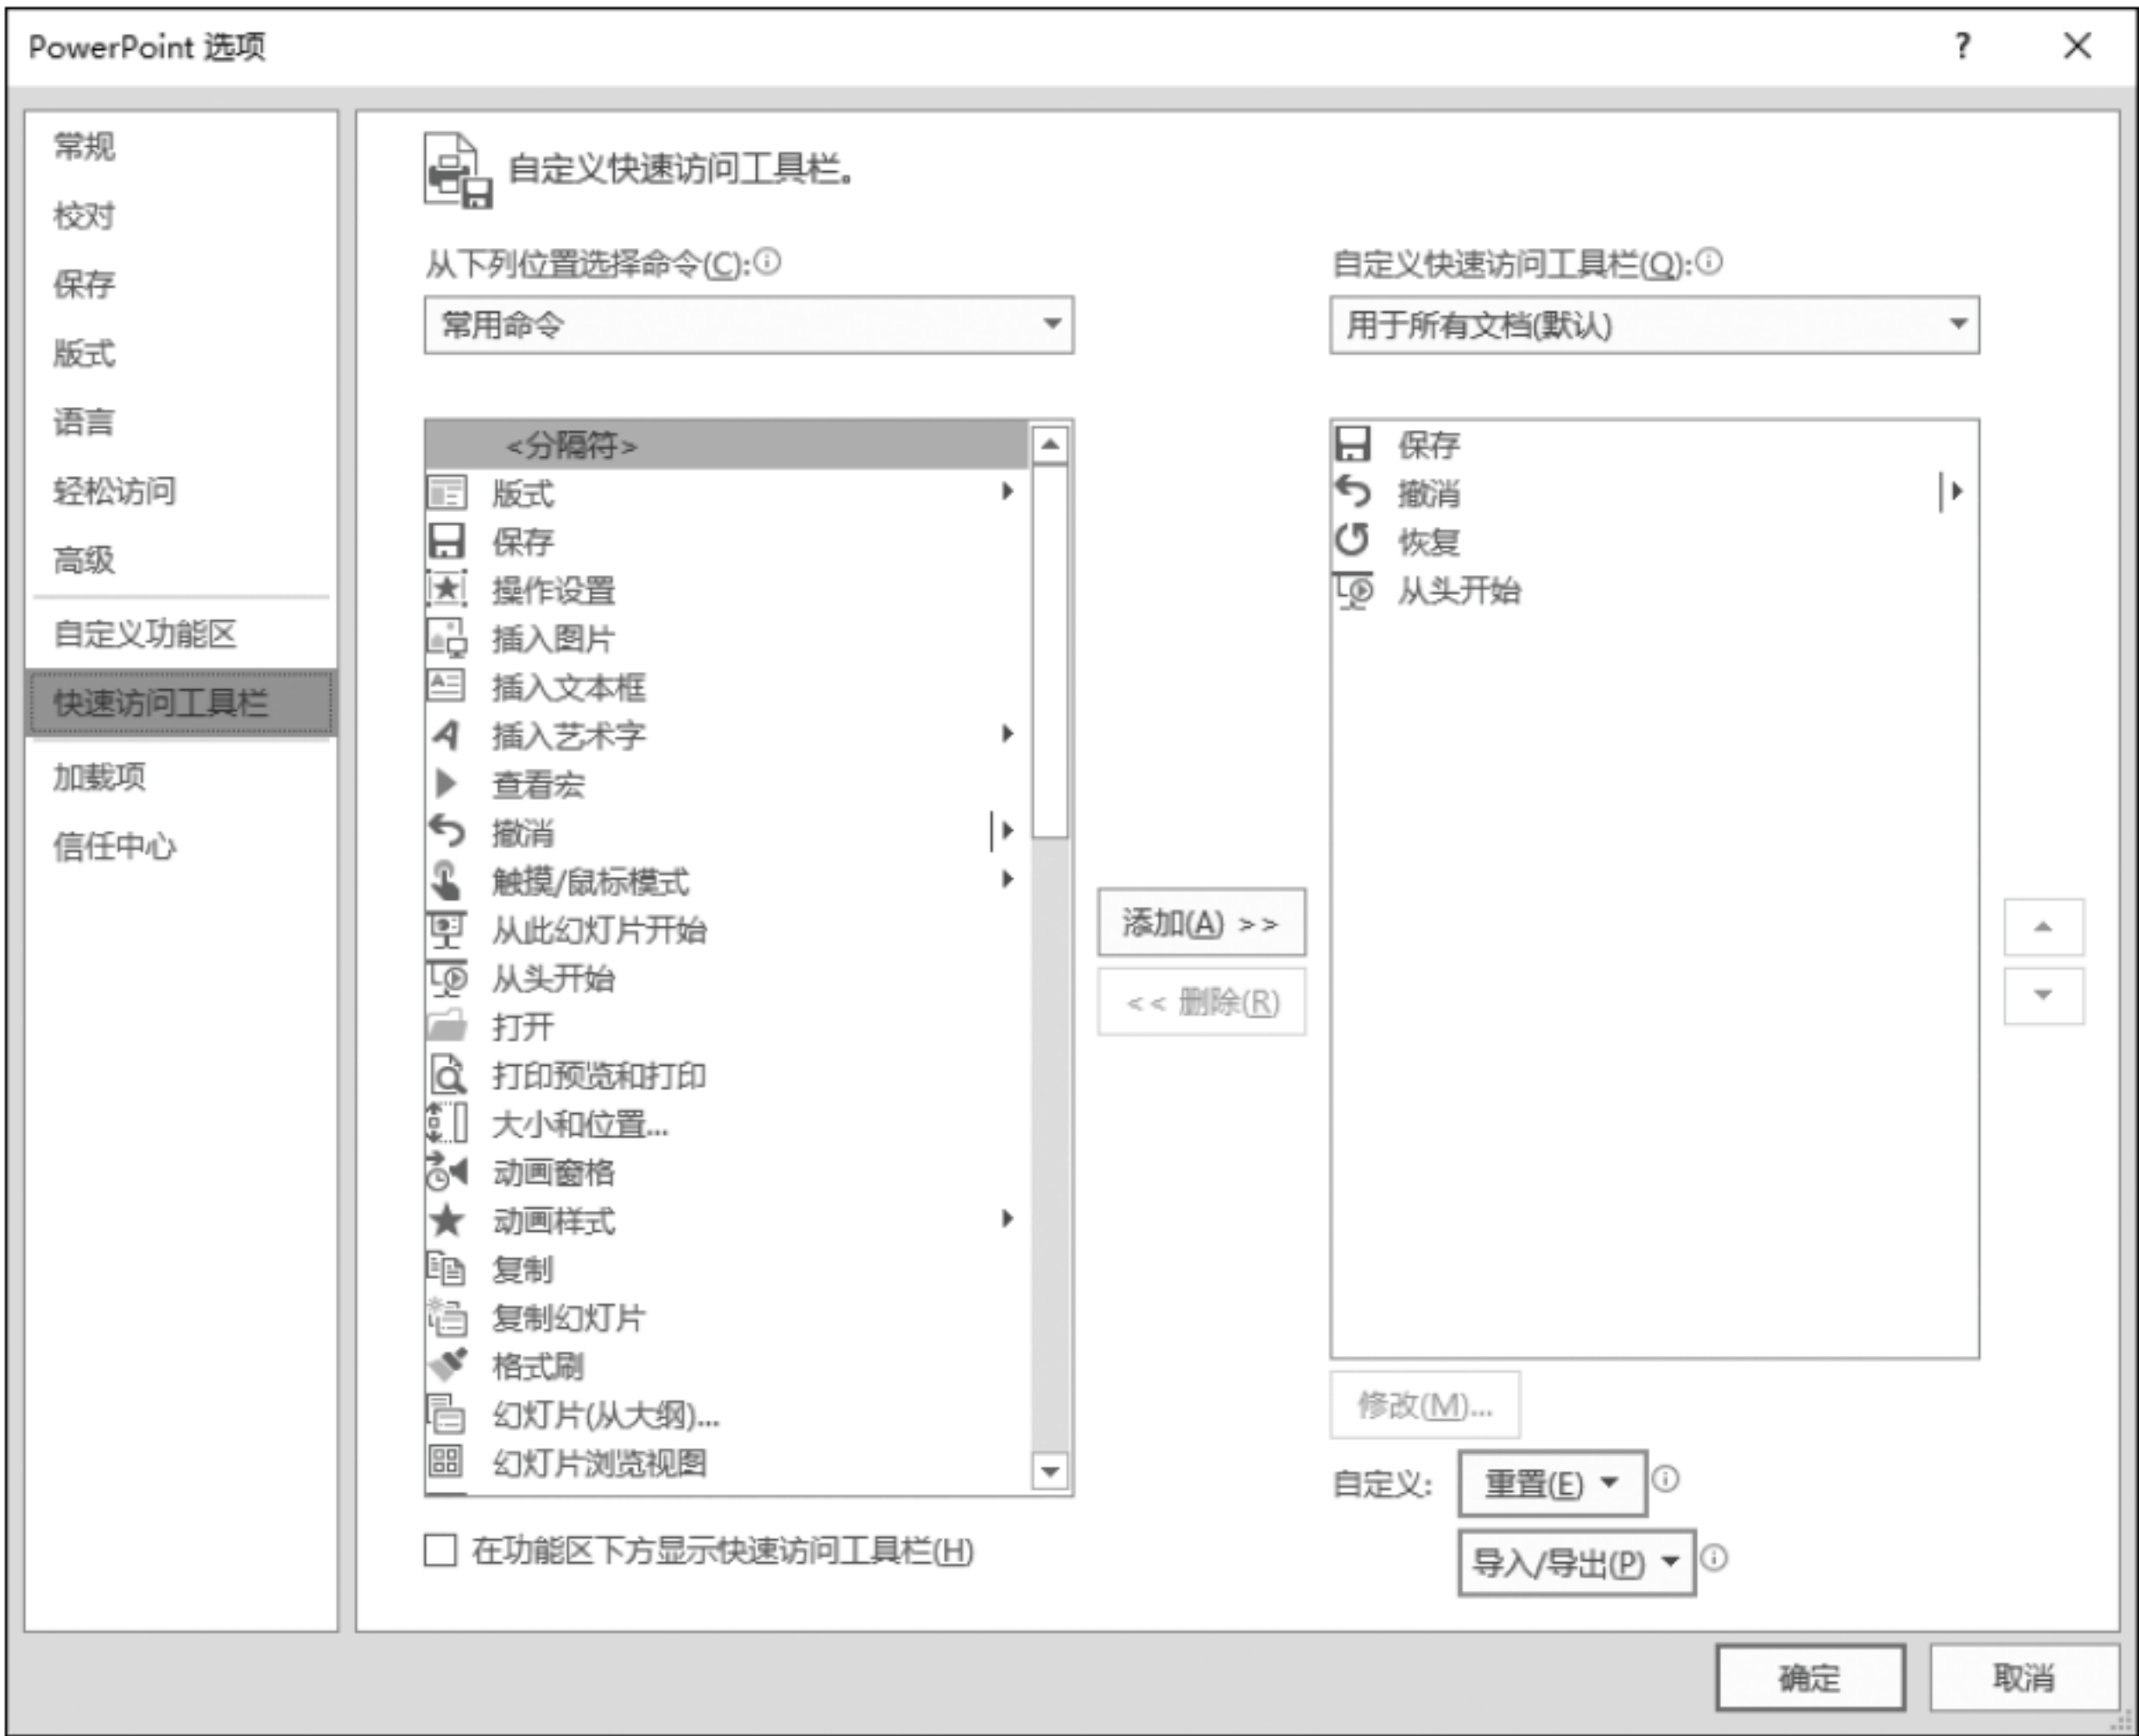 PowerPoint 选项
?
常规
校对
保存
版式
语言
轻松访问
高级
自定义功能区
快速访问工具栏
加载项
信任中心
自定义快速访问工具栏。
从下列位置选择命令(C):
常用命令
<分隔符>
版式
保存
操作设置
插入图片
插入文本框
插入艺术字
查看宏
撤消
触摸/鼠标模式
从此幻灯片开始
从头开始
打开
打印预览和打印
大小和位置...
动画窗格
动画样式
复制
复制幻灯片
格式刷
幻灯片(从大纲)...
幻灯片浏览视图
在功能区下方显示快速访问工具栏(H)
添加(A) >>
<< 删除(R)
自定义快速访问工具栏(Q):
用于所有文档(默认)
保存
撤消
恢复
从头开始
修改(M)...
自定义:
重置(E)
导入/导出(P)
确定
取消